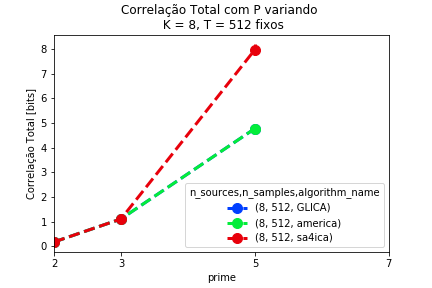 Correlação Total com P variando
K = 8, T = 512 fixos
Correlação Total [bits]
8
7
6
5
4
3
2
1
0
n_sources,n_samples,algorithm_name
(8, 512, GLICA)
(8, 512, america)
(8, 512, sa4ica)
2
3
5
7
prime